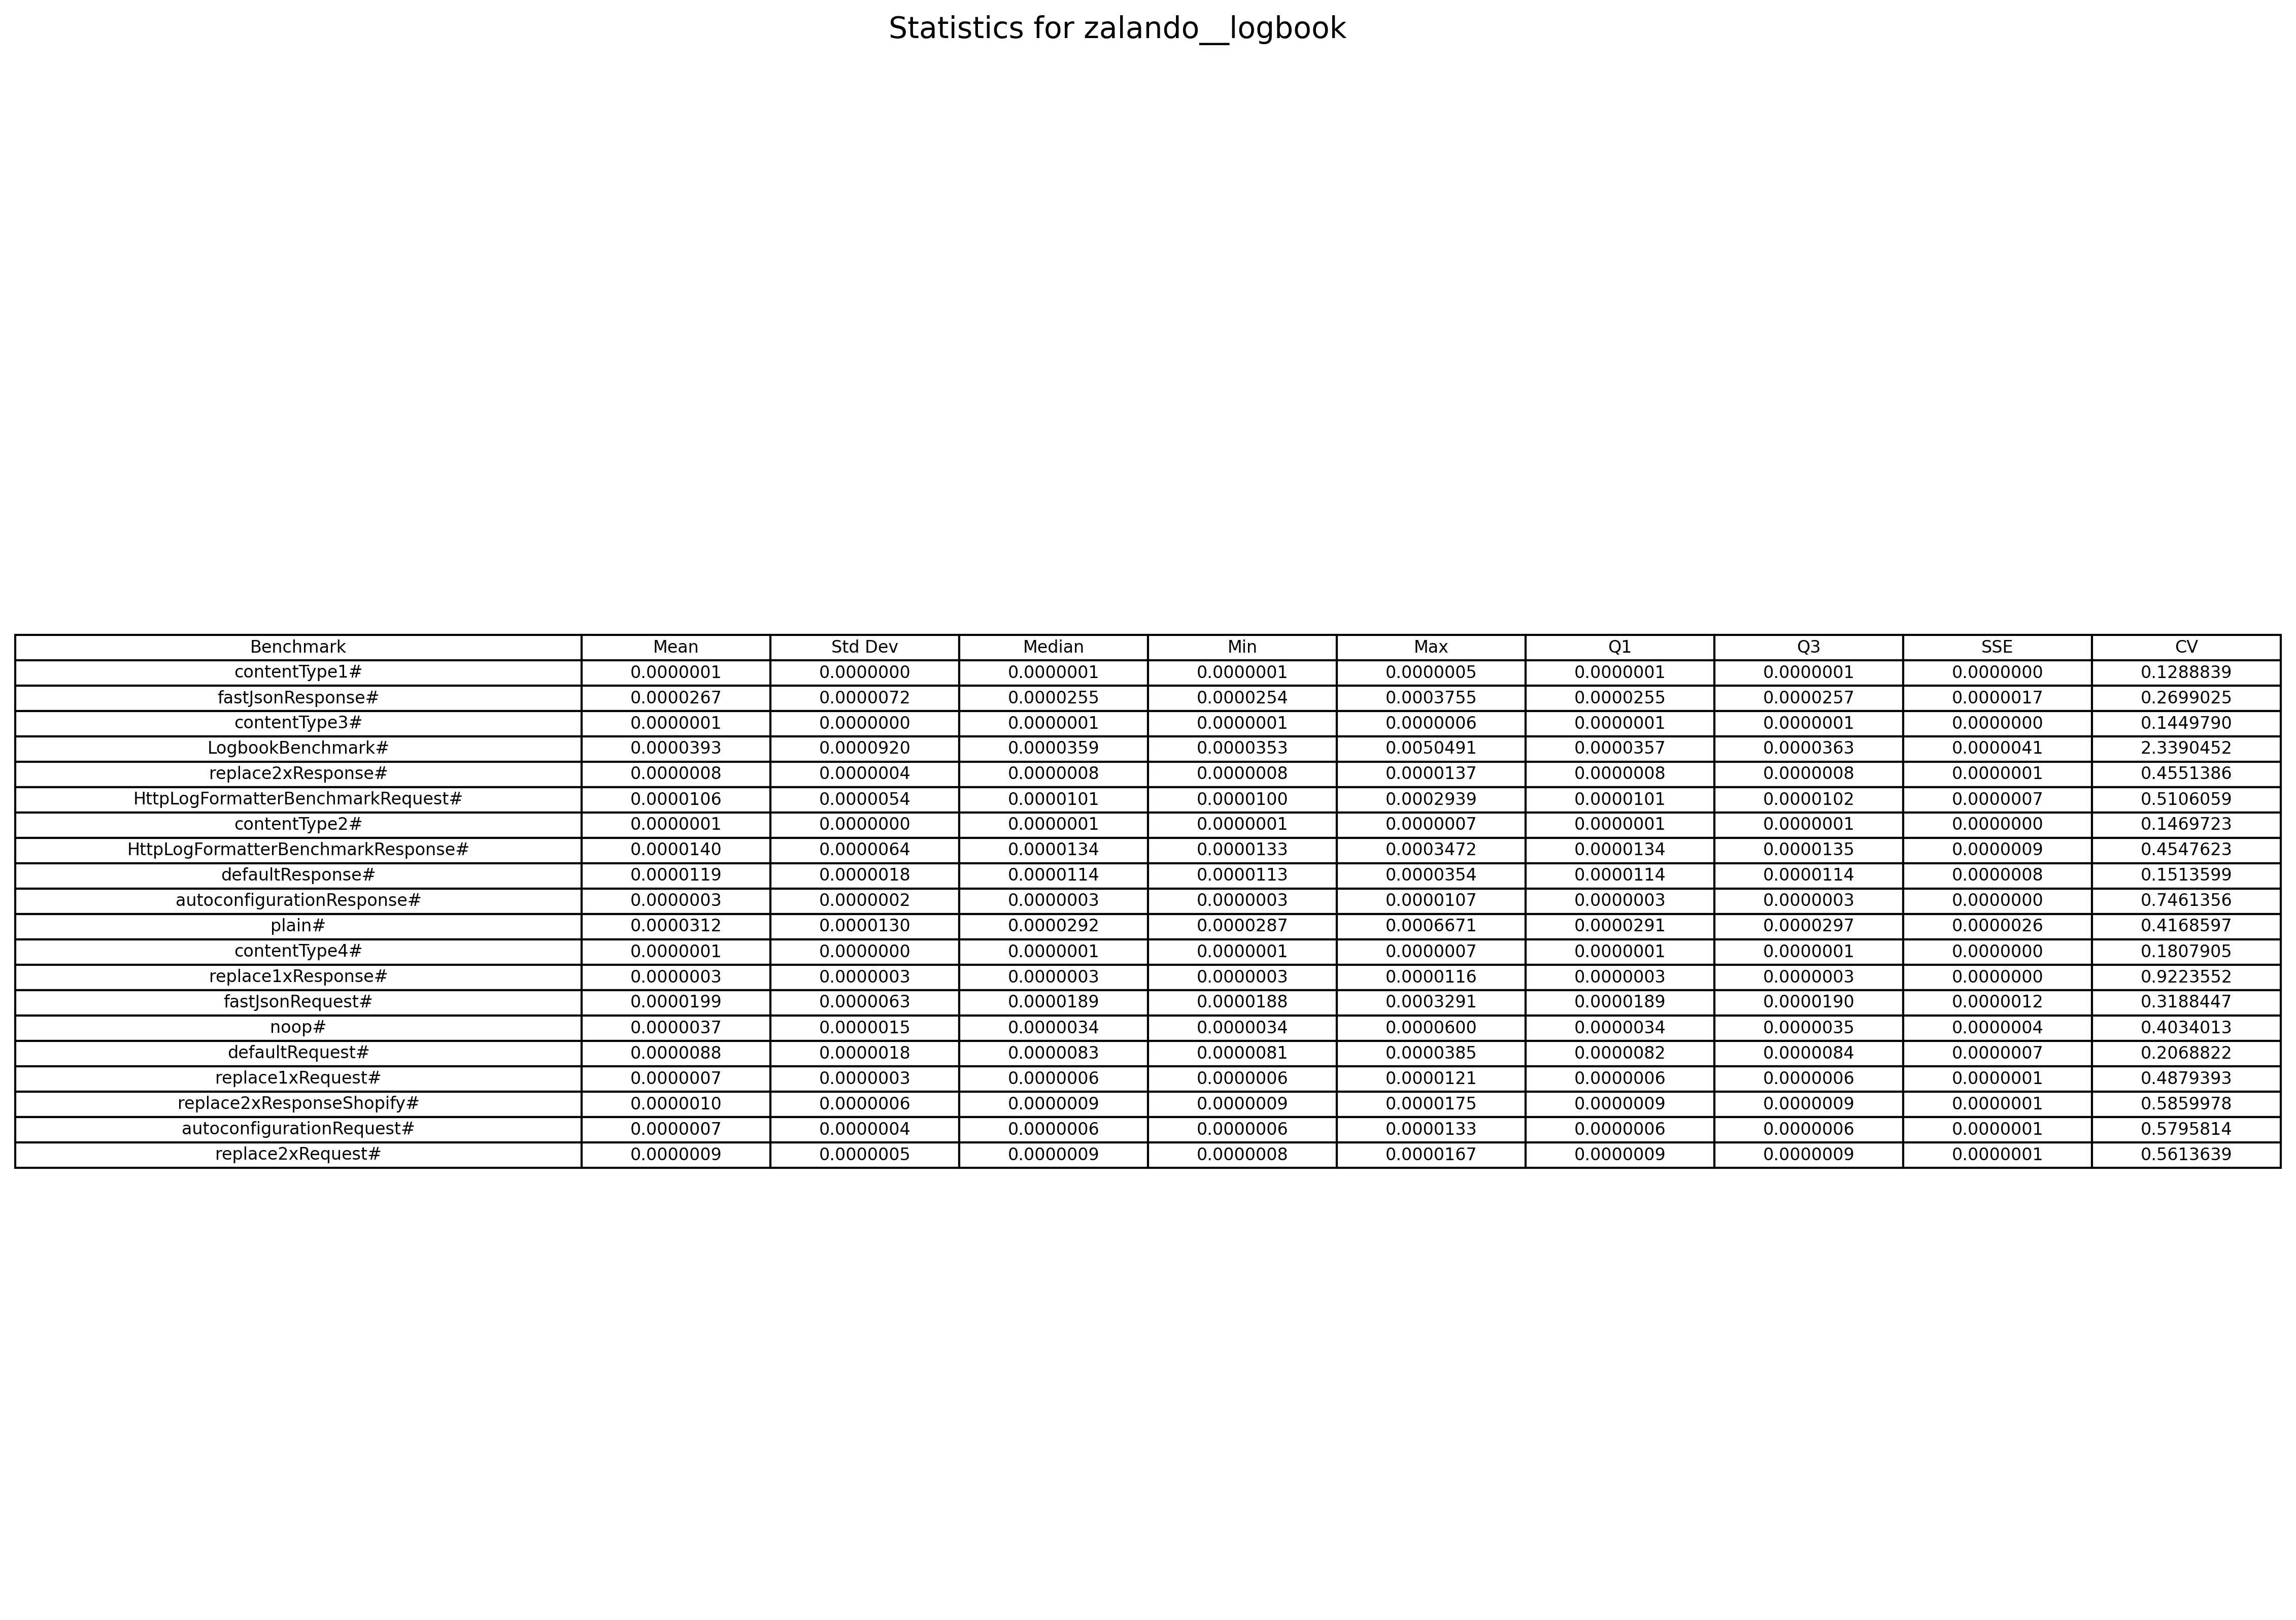 Statistics for zalando__logbook
Benchmark Mean Std Dev Median Min Max Q1 Q3 SSE CV
contentType1# 0.0000001 0.0000000 0.0000001 0.0000001 0.0000005 0.0000001 0.0000001 0.0000000 0.1288839
fastJsonResponse# 0.0000267 0.0000072 0.0000255 0.0000254 0.0003755 0.0000255 0.0000257 0.0000017 0.2699025
contentType3# 0.0000001 0.0000000 0.0000001 0.0000001 0.0000006 0.0000001 0.0000001 0.0000000 0.1449790
LogbookBenchmark# 0.0000393 0.0000920 0.0000359 0.0000353 0.0050491 0.0000357 0.0000363 0.0000041 2.3390452
replace2xResponse# 0.0000008 0.0000004 0.0000008 0.0000008 0.0000137 0.0000008 0.0000008 0.0000001 0.4551386
HttpLogFormatterBenchmarkRequest# 0.0000106 0.0000054 0.0000101 0.0000100 0.0002939 0.0000101 0.0000102 0.0000007 0.5106059
contentType2# 0.0000001 0.0000000 0.0000001 0.0000001 0.0000007 0.0000001 0.0000001 0.0000000 0.1469723
HttpLogFormatterBenchmarkResponse# 0.0000140 0.0000064 0.0000134 0.0000133 0.0003472 0.0000134 0.0000135 0.0000009 0.4547623
defaultResponse# 0.0000119 0.0000018 0.0000114 0.0000113 0.0000354 0.0000114 0.0000114 0.0000008 0.1513599
autoconfigurationResponse# 0.0000003 0.0000002 0.0000003 0.0000003 0.0000107 0.0000003 0.0000003 0.0000000 0.7461356
plain# 0.0000312 0.0000130 0.0000292 0.0000287 0.0006671 0.0000291 0.0000297 0.0000026 0.4168597
contentType4# 0.0000001 0.0000000 0.0000001 0.0000001 0.0000007 0.0000001 0.0000001 0.0000000 0.1807905
replace1xResponse# 0.0000003 0.0000003 0.0000003 0.0000003 0.0000116 0.0000003 0.0000003 0.0000000 0.9223552
fastJsonRequest# 0.0000199 0.0000063 0.0000189 0.0000188 0.0003291 0.0000189 0.0000190 0.0000012 0.3188447
noop# 0.0000037 0.0000015 0.0000034 0.0000034 0.0000600 0.0000034 0.0000035 0.0000004 0.4034013
defaultRequest# 0.0000088 0.0000018 0.0000083 0.0000081 0.0000385 0.0000082 0.0000084 0.0000007 0.2068822
replace1xRequest# 0.0000007 0.0000003 0.0000006 0.0000006 0.0000121 0.0000006 0.0000006 0.0000001 0.4879393
replace2xResponseShopify# 0.0000010 0.0000006 0.0000009 0.0000009 0.0000175 0.0000009 0.0000009 0.0000001 0.5859978
autoconfigurationRequest# 0.0000007 0.0000004 0.0000006 0.0000006 0.0000133 0.0000006 0.0000006 0.0000001 0.5795814
replace2xRequest# 0.0000009 0.0000005 0.0000009 0.0000008 0.0000167 0.0000009 0.0000009 0.0000001 0.5613639